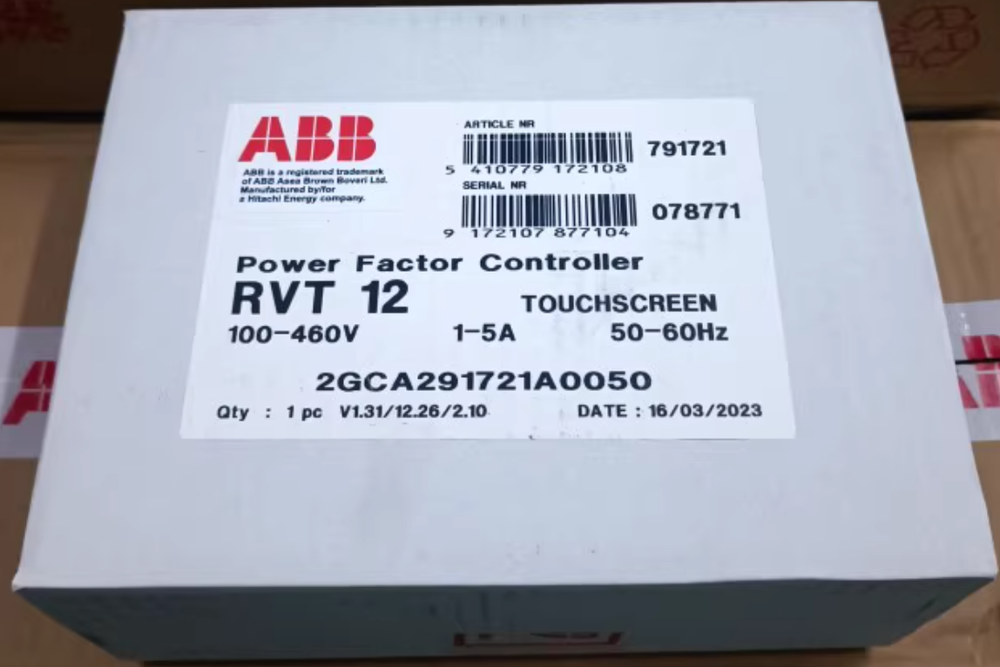 ABB
ABB is a registered trademark
of ABB Asea Brown Boveri Ltd.
Manufactured by/for
a Hitachi Energy company.
ARTICLE NR
5 410779 172108
791721
SERIAL NR
9 172107 877104
078771
Power Factor Controller
RVT 12 TOUCHSCREEN
100-460V 1-5A 50-60Hz
2GCA291721A0050
Qty : 1 pc V1.31/12.26/2.10 DATE : 16/03/2023